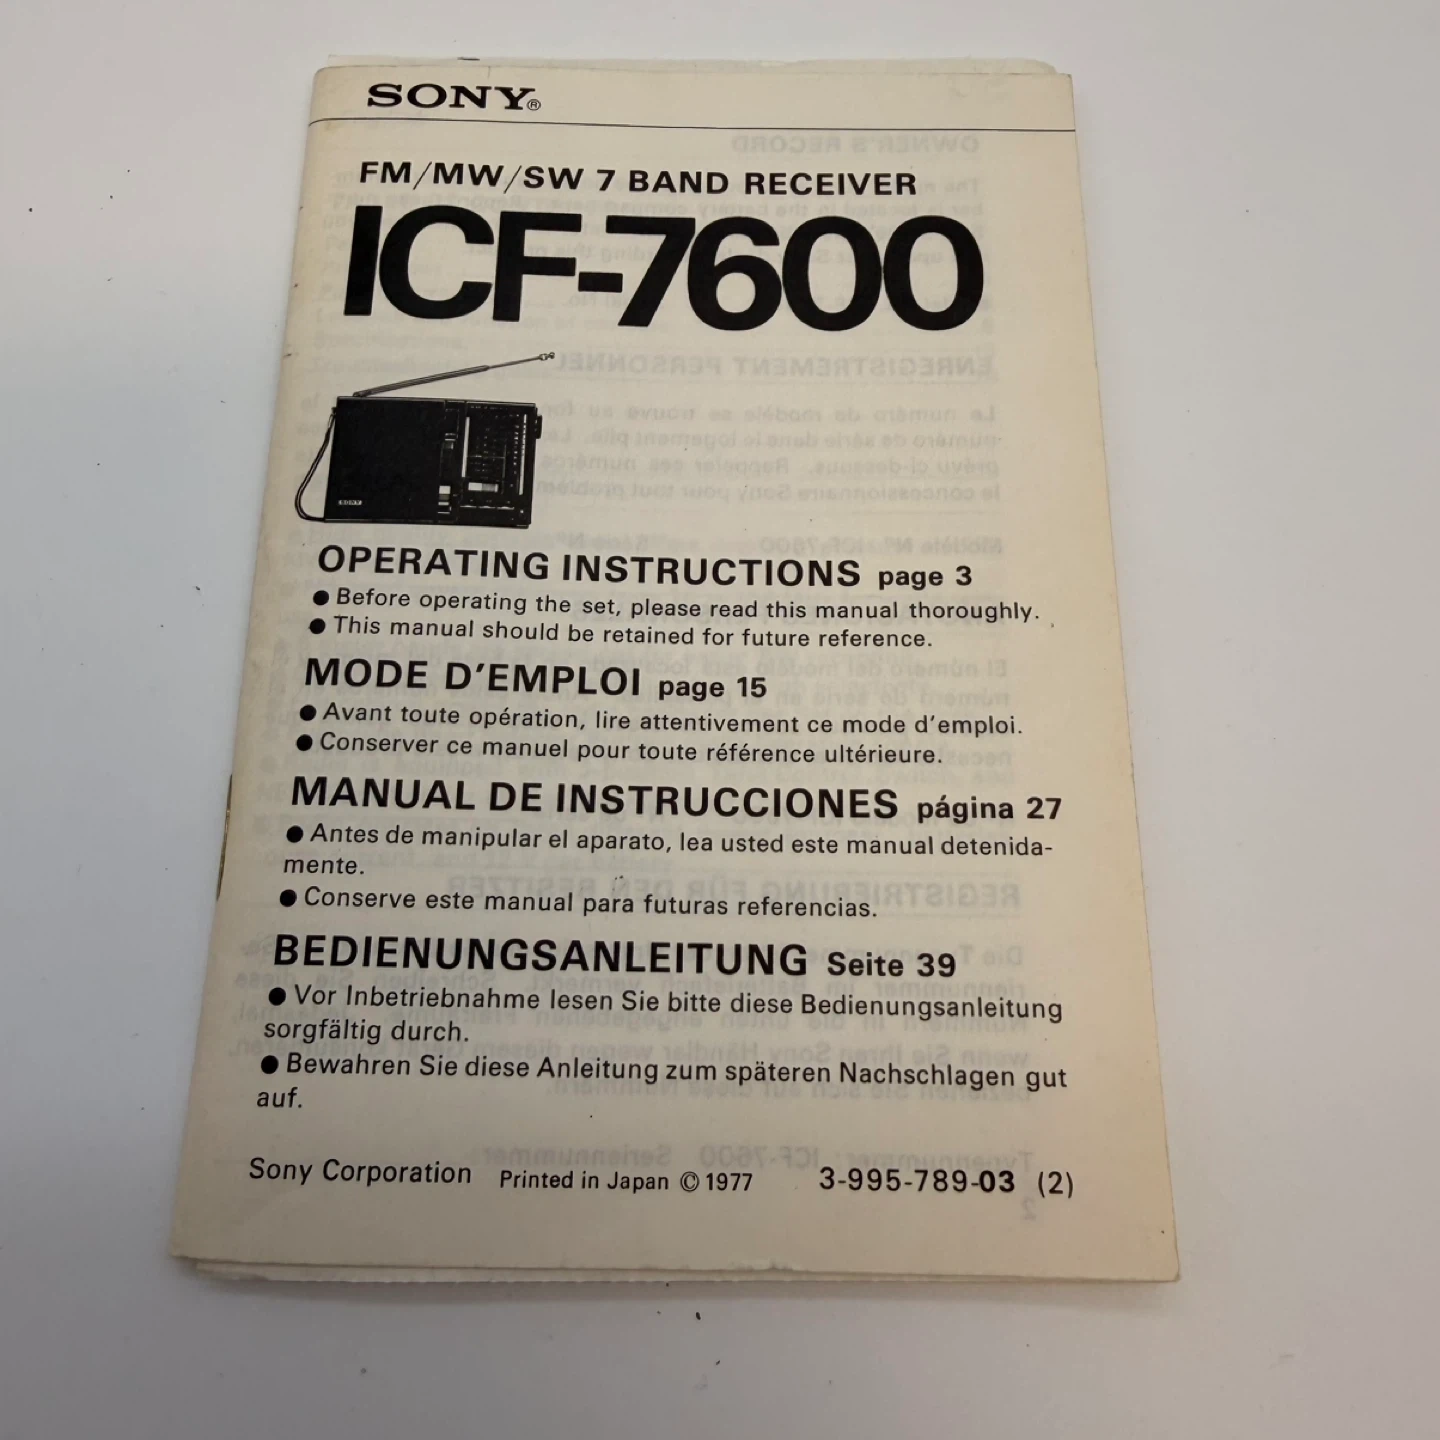 SONY®
FM/MW/SW 7 BAND RECEIVER
ICF-7600
SONY
OPERATING INSTRUCTIONS page 3
● Before operating the set, please read this manual thoroughly.
● This manual should be retained for future reference.
MODE D'EMPLOI page 15
● Avant toute opération, lire attentivement ce mode d'emploi.
● Conserver ce manuel pour toute référence ultérieure.
MANUAL DE INSTRUCCIONES página 27
● Antes de manipular el aparato, lea usted este manual detenida-
mente.
● Conserve este manual para futuras referencias.
BEDIENUNGSANLEITUNG Seite 39
● Vor Inbetriebnahme lesen Sie bitte diese Bedienungsanleitung
sorgfältig durch.
● Bewahren Sie diese Anleitung zum späteren Nachschlagen gut
auf.
Sony Corporation Printed in Japan © 1977 3-995-789-03 (2)